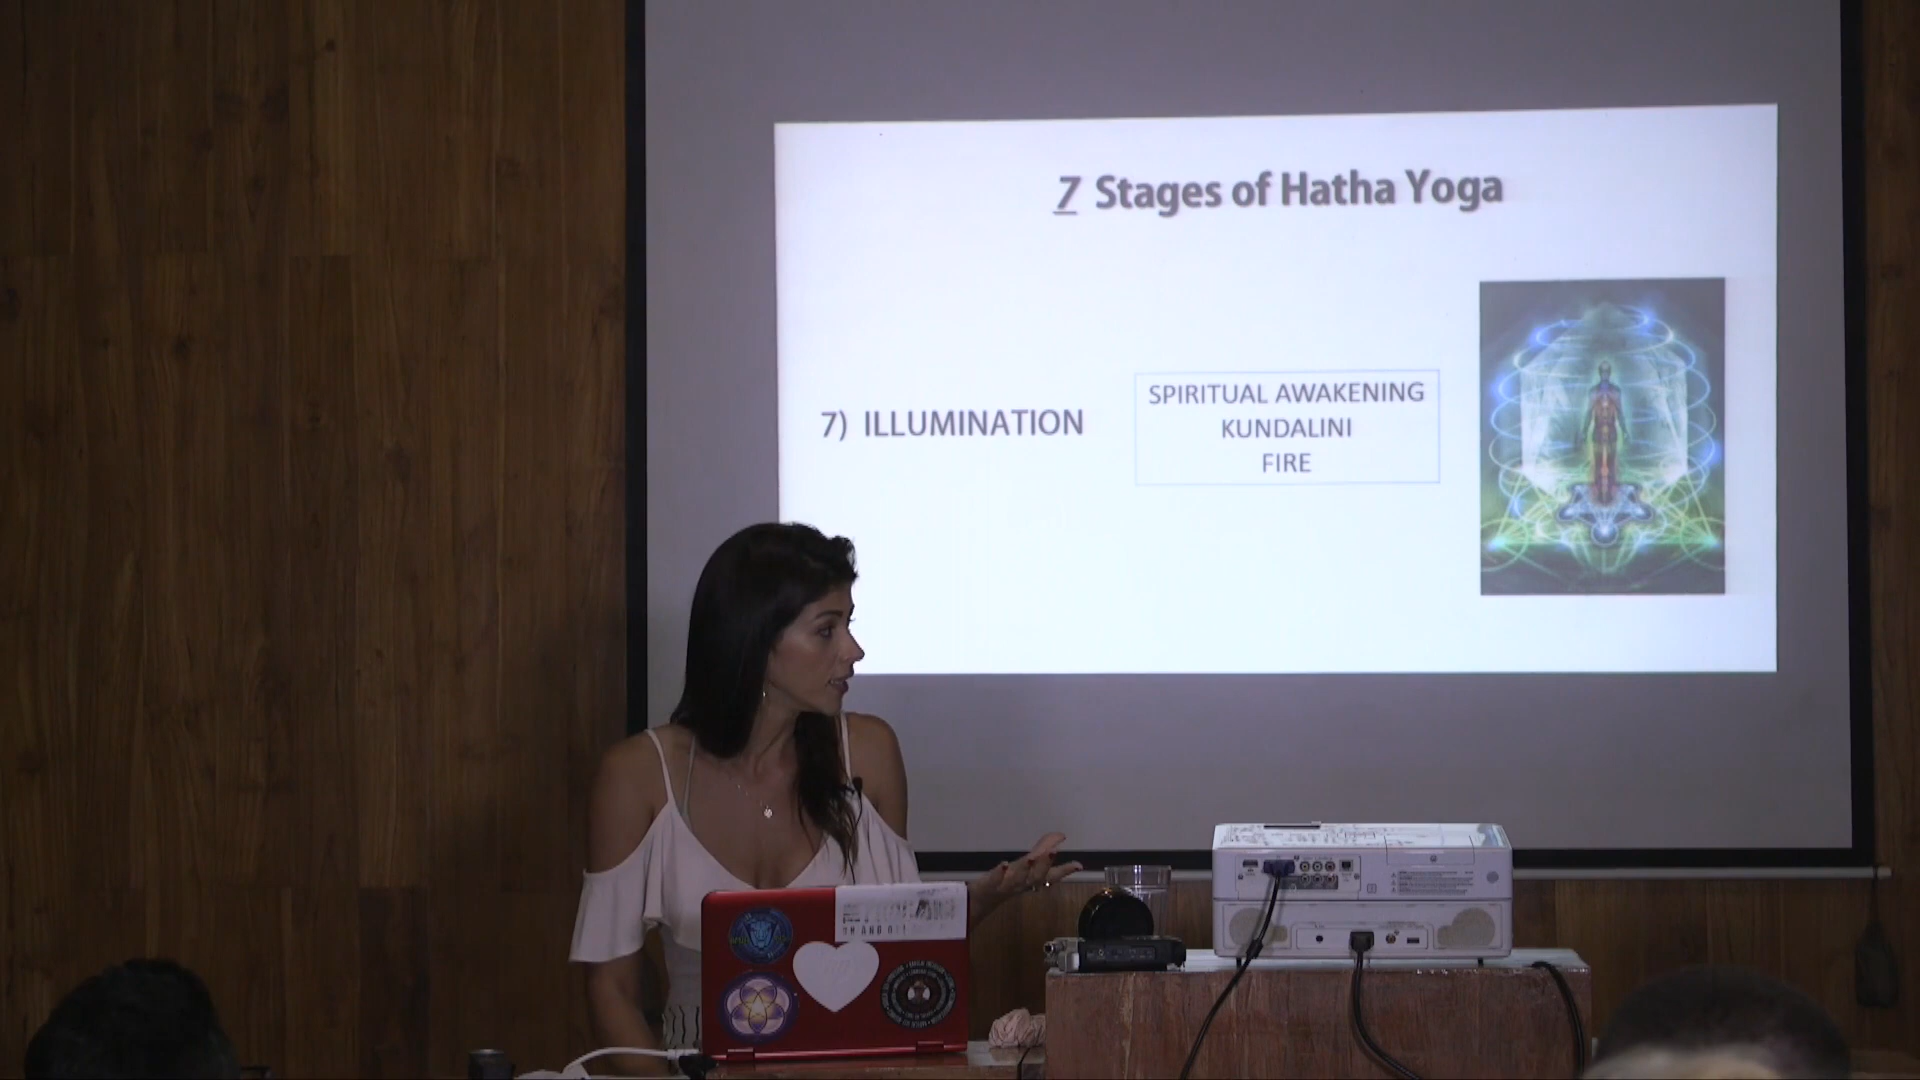 7 Stages of Hatha Yoga
7) ILLUMINATION
SPIRITUAL AWAKENING
KUNDALINI
FIRE